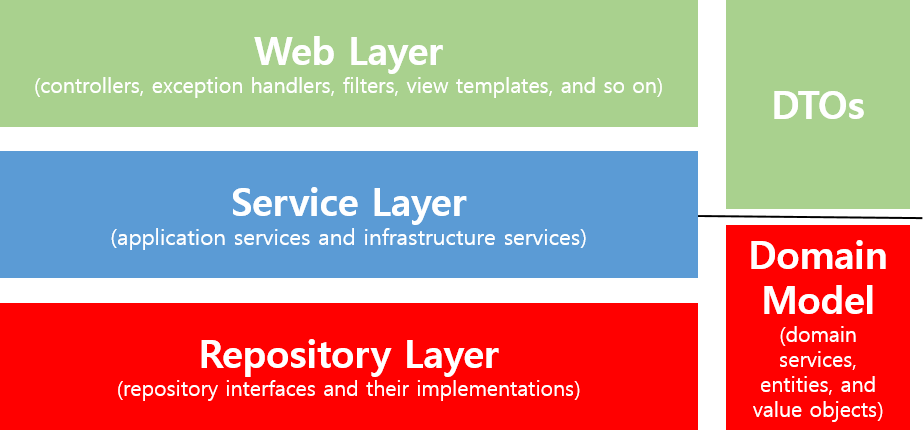 Web Layer
(controllers, exception handlers, filters, view templates, and so on)
DTOs
Service Layer
(application services and infrastructure services)
Domain
Model
(domain
services,
entities, and
value objects)
Repository Layer
(repository interfaces and their implementations)